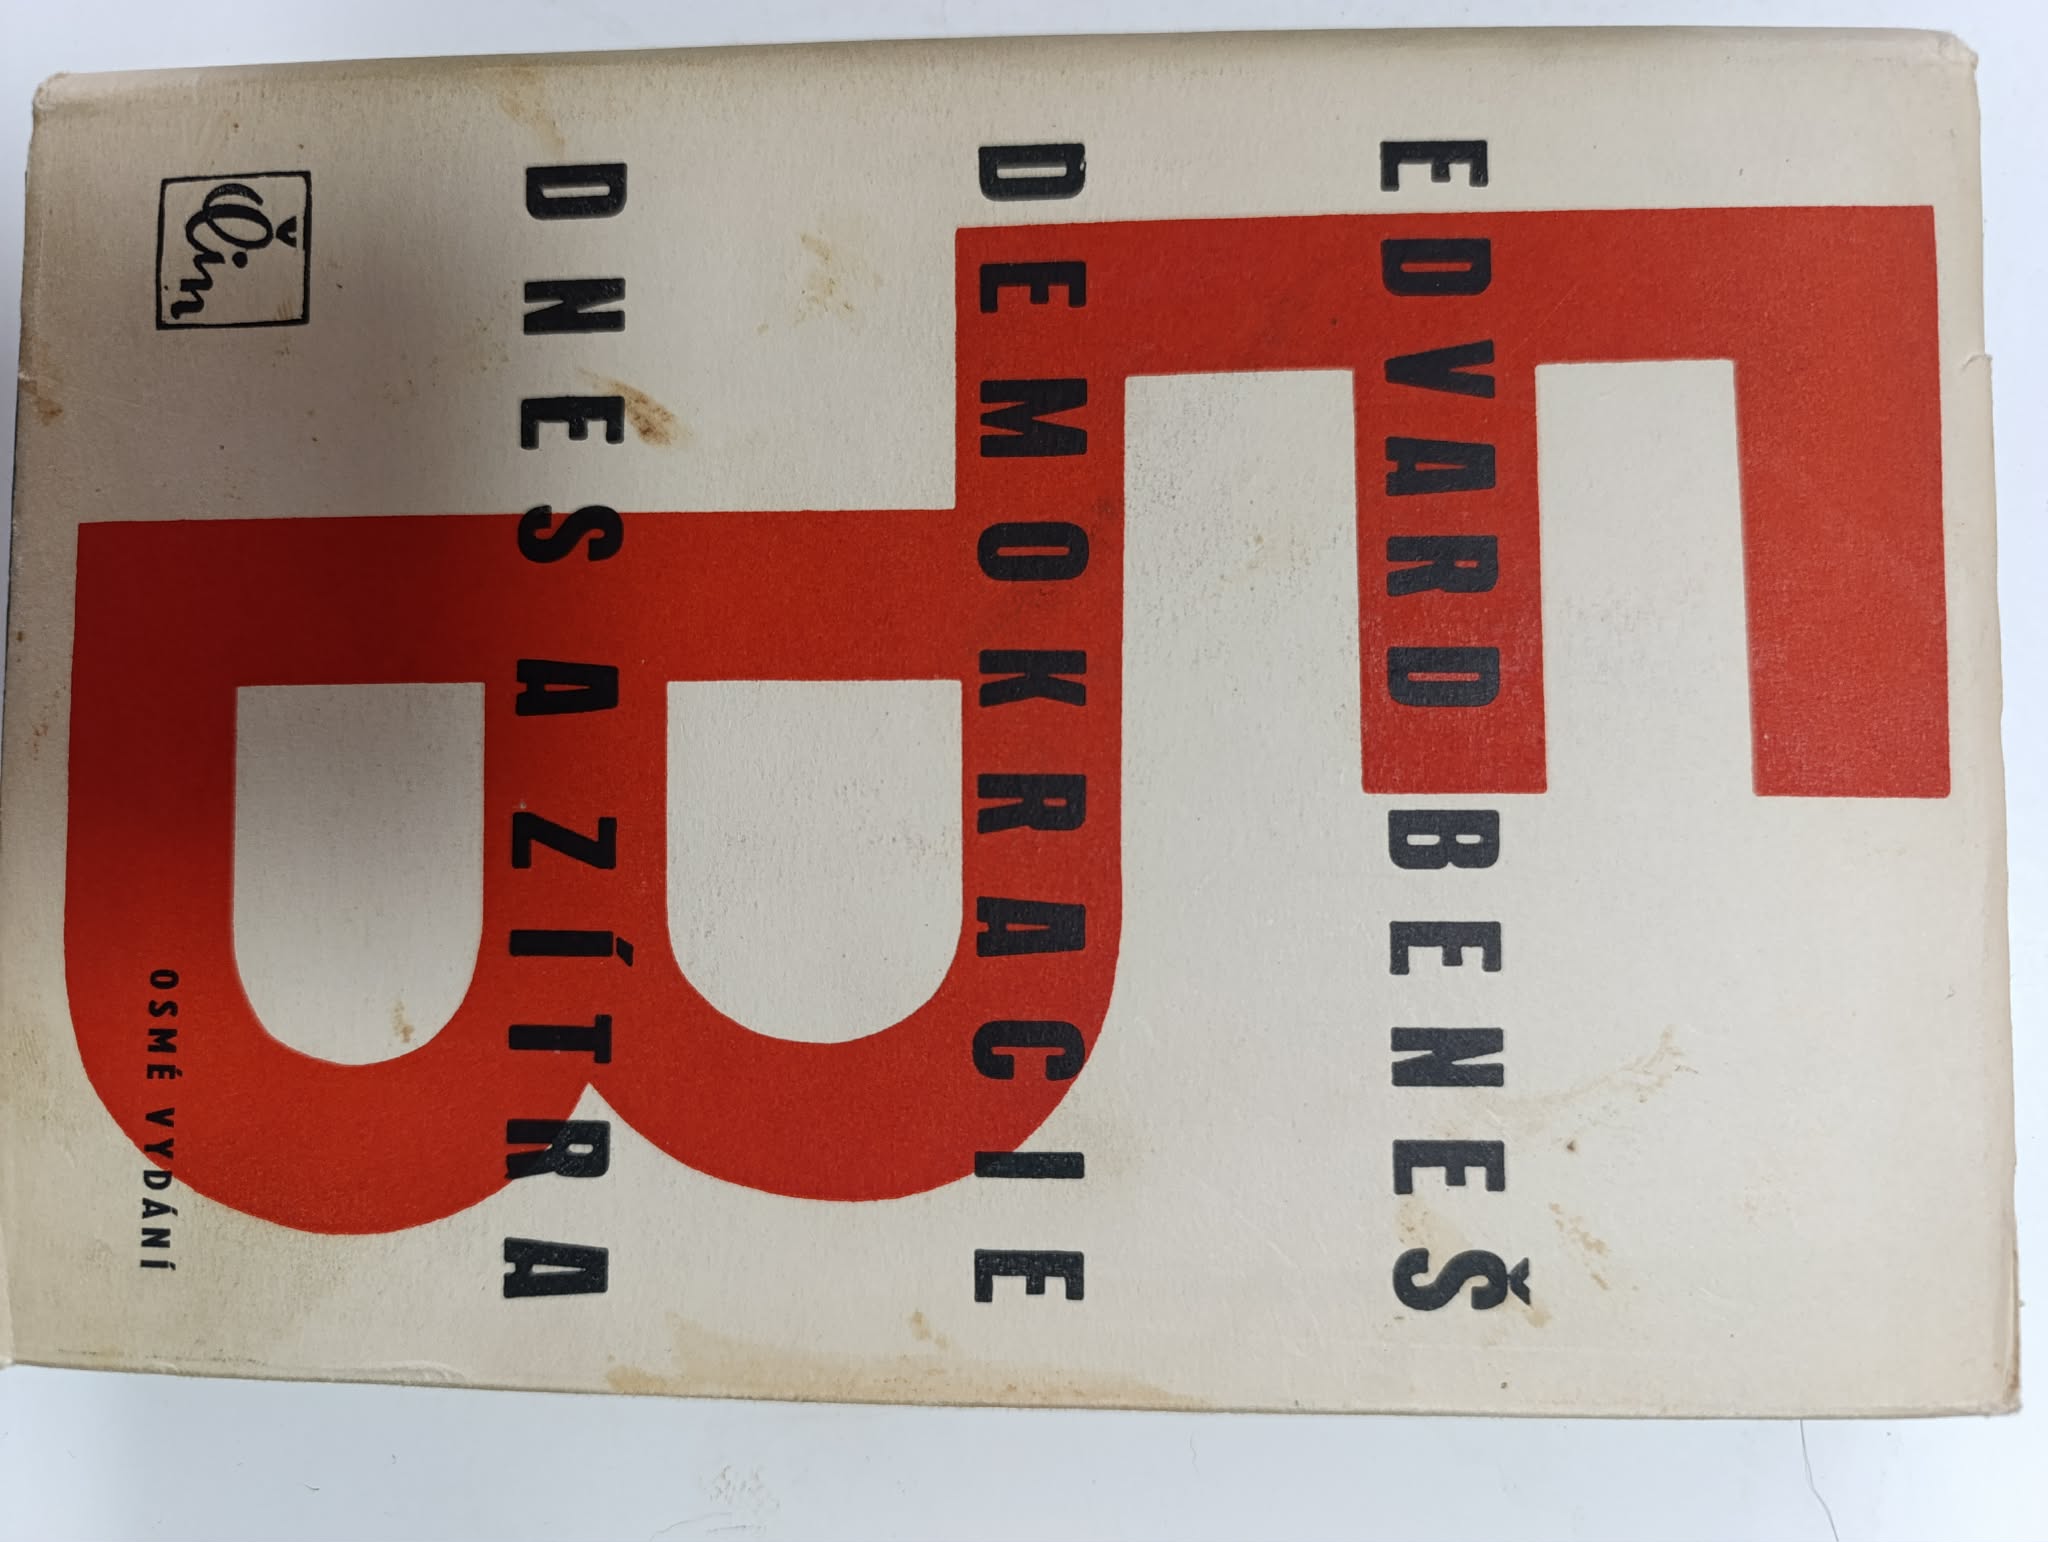 EDVARD BENEŠ
DEMOKRACIE
DNES A ZÍTRA
Čin
OSMÉ VYDÁNÍ